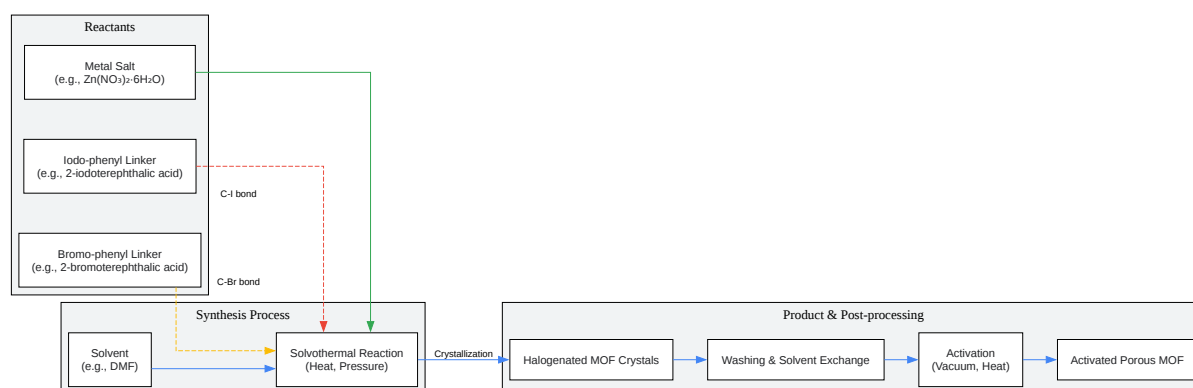 Reactants
Metal Salt
(e.g., Zn(NO₃)₂·6H₂O)
Iodo-phenyl Linker
(e.g., 2-iodoterephthalic acid)
C-I bond
Bromo-phenyl Linker
(e.g., 2-bromoterephthalic acid)
C-Br bond
Synthesis Process
Solvent
(e.g., DMF)
Solvothermal Reaction
(Heat, Pressure)
Crystallization
Product & Post-processing
Halogenated MOF Crystals
Washing & Solvent Exchange
Activation
(Vacuum, Heat)
Activated Porous MOF